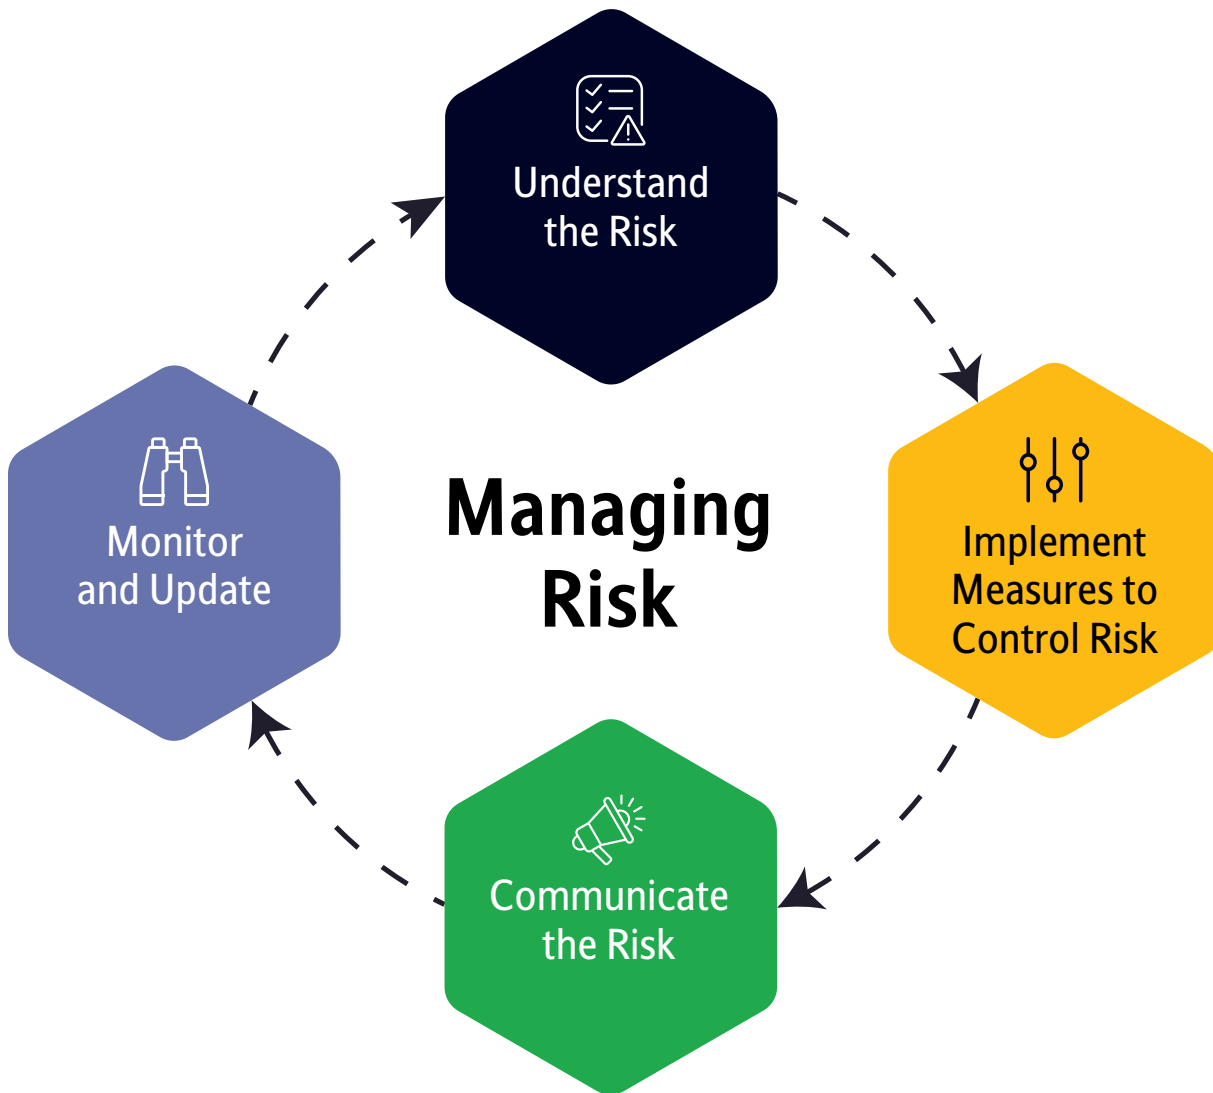 Understand
the Risk
Implement
Measures to
Control Risk
Communicate
the Risk
Monitor
and Update
Managing
Risk